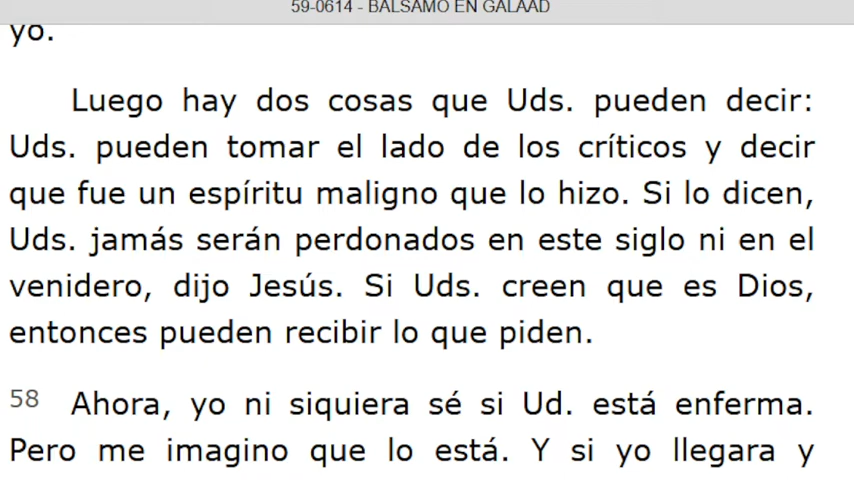 59-0614 - BALSAMO EN GALAAD
yo.
Luego hay dos cosas que Uds. pueden decir:
Uds. pueden tomar el lado de los críticos y decir
que fue un espíritu maligno que lo hizo. Si lo dicen,
Uds. jamás serán perdonados en este siglo ni en el
venidero, dijo Jesús. Si Uds. creen que es Dios,
entonces pueden recibir lo que piden.
58 Ahora, yo ni siquiera sé si Ud. está enferma.
Pero me imagino que lo está. Y si yo llegara y